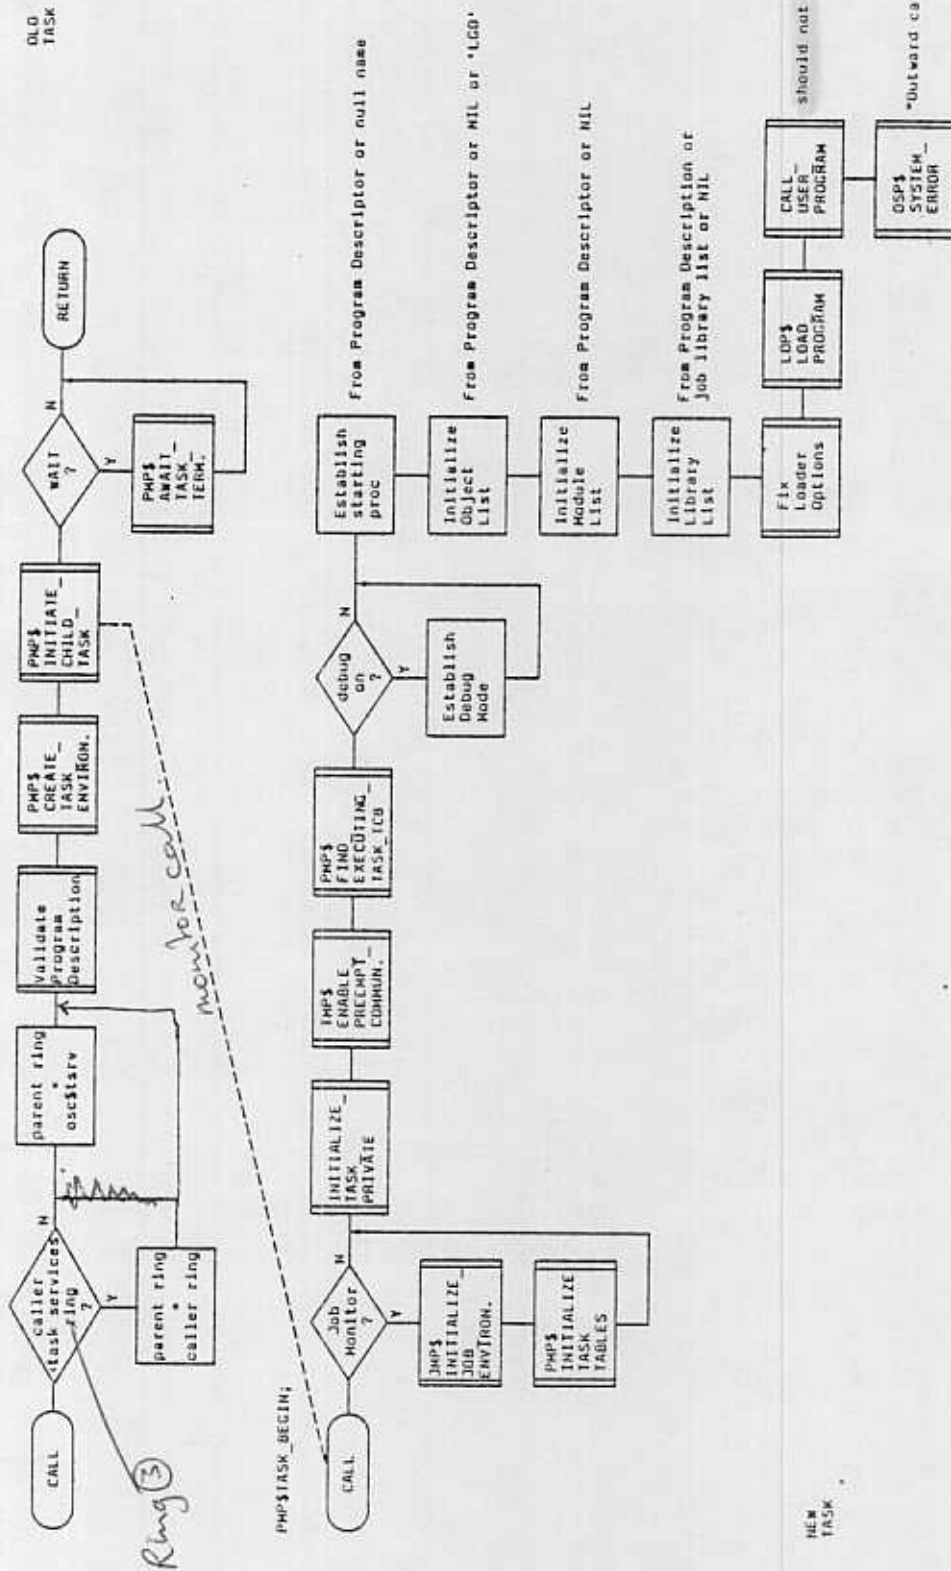 OLD
TASK
CALL
caller
<task services
ring
?
N
Y
parent ring
=
caller ring
parent ring
=
osc$tsrv
Validate
Program
Description
PMP$
CREATE_
TASK_
ENVIRON.
PMP$
INITIATE_
CHILD_
TASK
WAIT
?
N
Y
PMP$
AWAIT_
TASK_
TERM.
RETURN
Ring 3
monitor call
PMP$TASK_BEGIN;
CALL
Job
Monitor
?
N
Y
JMP$
INITIALIZE_
JOB_
ENVIRON.
PMP$
INITIALIZE
TASK
TABLES
INITIALIZE_
TASK_
PRIVATE
TMP$
ENABLE
PREEMPT_
COMMUN.
PMP$
FIND
EXECUTING_
TASK_TCB
debug
on
?
N
Y
Establish
Debug
Mode
Establish
starting
proc
From Program Descriptor or null name
Initialize
Object
List
From Program Descriptor or NIL or 'LGO'
Initialize
Module
List
From Program Descriptor or NIL
Initialize
Library
List
From Program Description or
job library list or NIL
Fix
Loader
Options
LOP$
LOAD_
PROGRAM
CALL_
USER_
PROGRAM
should not
OSP$
SYSTEM_
ERROR
"Outward ca
NEW
TASK